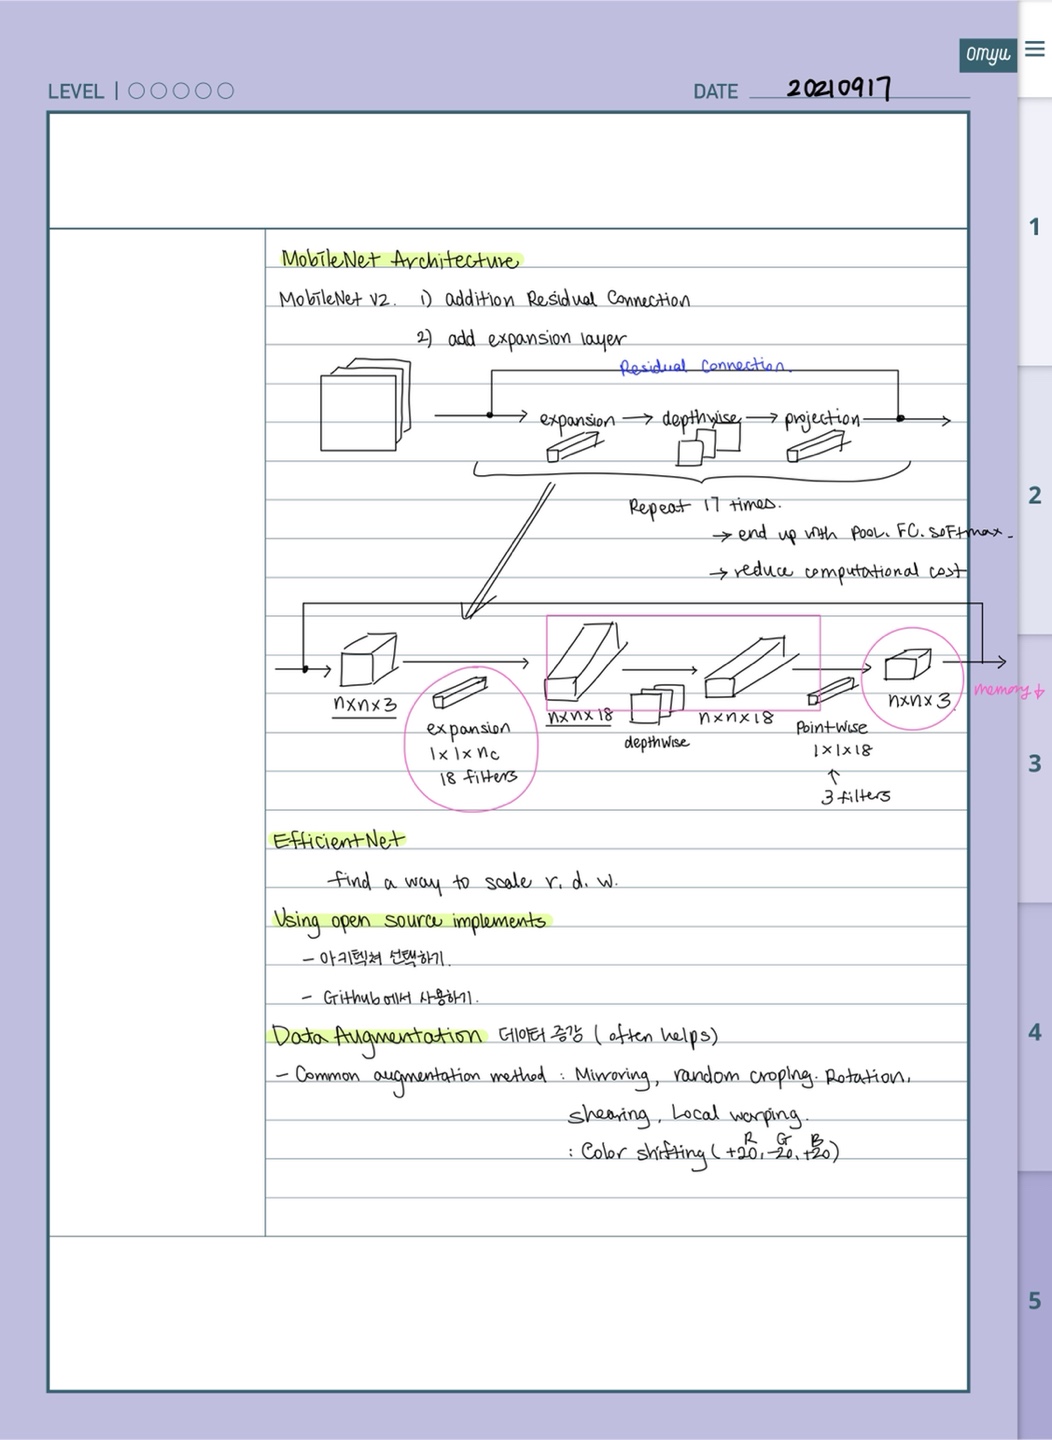 omyu
LEVEL | ○○○○○
DATE 20210917
1
2
3
4
5
MobileNet Architecture
MobileNet v2. 1) addition Residual Connection
2) add expansion layer
Residual Connection.
expansion → depthwise → projection
Repeat 17 times.
→ end up with Pool. FC. softmax.
→ reduce computational cost
n×n×3
expansion
1×1×nc
18 filters
n×n×18
depthwise
n×n×18
Pointwise
1×1×18
↑
3 filters
n×n×3
memory ↓
EfficientNet
find a way to scale r. d. w.
Using open source implements
- 아키텍쳐 선택하기.
- Github에서 사용하기.
Data Augmentation 데이터 증강 (often helps)
- Common augmentation method : Mirroring, random croping. Rotation,
shearing, Local warping.
R G B
: Color shifting (+20, -20, +20)